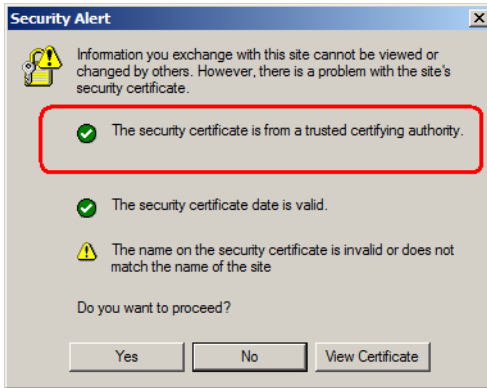 Security Alert
Information you exchange with this site cannot be viewed or
changed by others. However, there is a problem with the site's
security certificate.
The security certificate is from a trusted certifying authority.
The security certificate date is valid.
The name on the security certificate is invalid or does not
match the name of the site
Do you want to proceed?
Yes No View Certificate